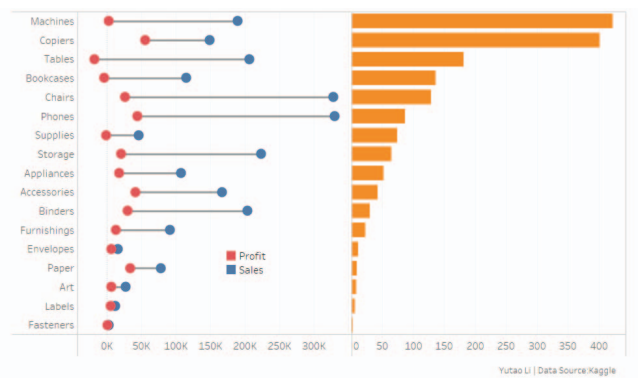 Machines
Copiers
Tables
Bookcases
Chairs
Phones
Supplies
Storage
Appliances
Accessories
Binders
Furnishings
Envelopes
Paper
Art
Labels
Fasteners
Profit
Sales
0K 50K 100K 150K 200K 250K 300K
0 50 100 150 200 250 300 350 400
Yutao Li | Data Source:Kaggle